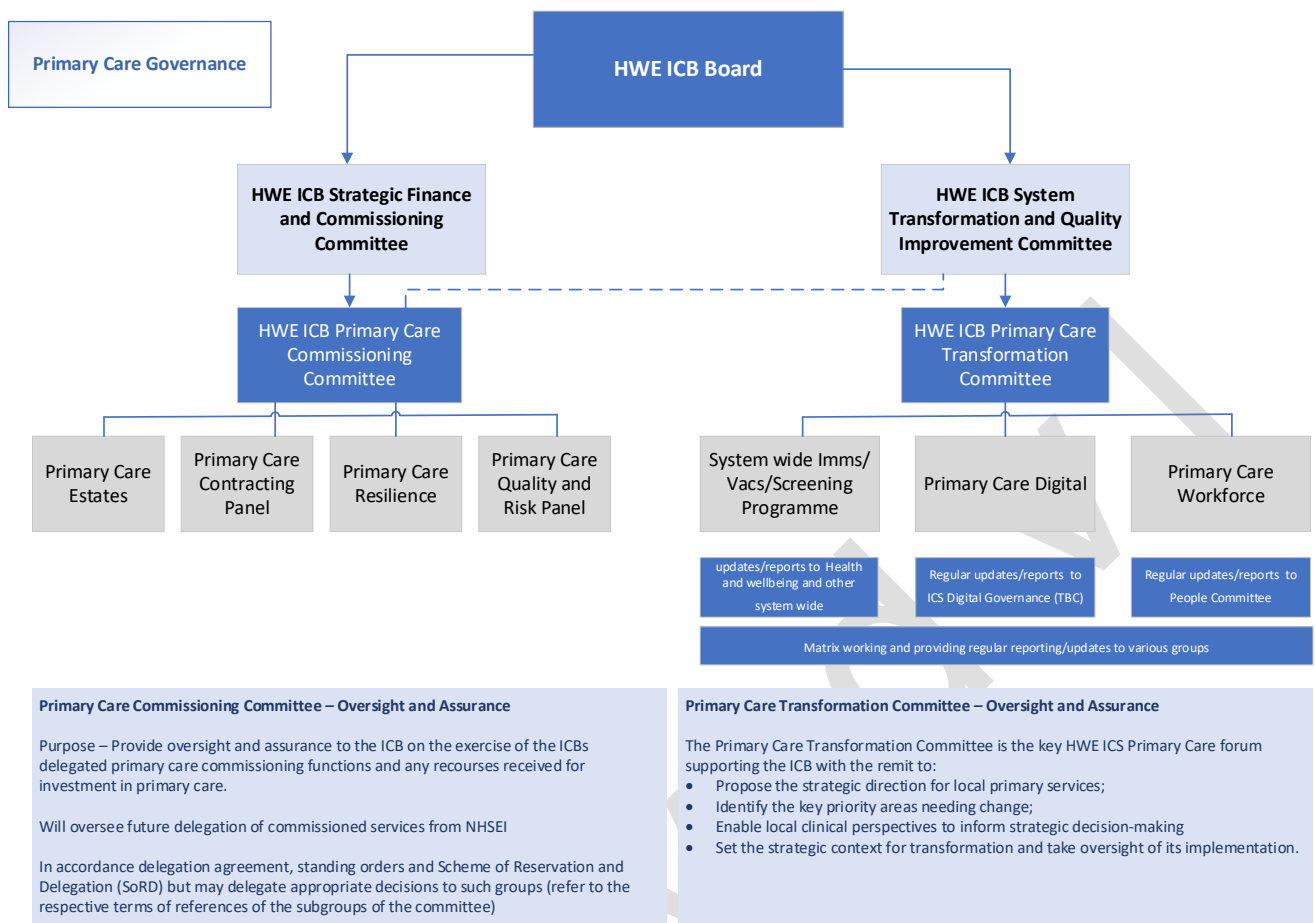 Primary Care Governance
HWE ICB Board
HWE ICB Strategic Finance
and Commissioning
Committee
HWE ICB System
Transformation and Quality
Improvement Committee
HWE ICB Primary Care
Commissioning
Committee
HWE ICB Primary Care
Transformation
Committee
Primary Care
Estates
Primary Care
Contracting
Panel
Primary Care
Resilience
Primary Care
Quality and
Risk Panel
System wide Imms/
Vacs/Screening
Programme
Primary Care Digital
Primary Care
Workforce
updates/reports to Health
and wellbeing and other
system wide
Regular updates/reports to
ICS Digital Governance (TBC)
Regular updates/reports to
People Committee
Matrix working and providing regular reporting/updates to various groups
Primary Care Commissioning Committee – Oversight and Assurance
Purpose – Provide oversight and assurance to the ICB on the exercise of the ICBs
delegated primary care commissioning functions and any recourses received for
investment in primary care.
Will oversee future delegation of commissioned services from NHSEI
In accordance delegation agreement, standing orders and Scheme of Reservation and
Delegation (SoRD) but may delegate appropriate decisions to such groups (refer to the
respective terms of references of the subgroups of the committee)
Primary Care Transformation Committee – Oversight and Assurance
The Primary Care Transformation Committee is the key HWE ICS Primary Care forum
supporting the ICB with the remit to:
• Propose the strategic direction for local primary services;
• Identify the key priority areas needing change;
• Enable local clinical perspectives to inform strategic decision-making
• Set the strategic context for transformation and take oversight of its implementation.